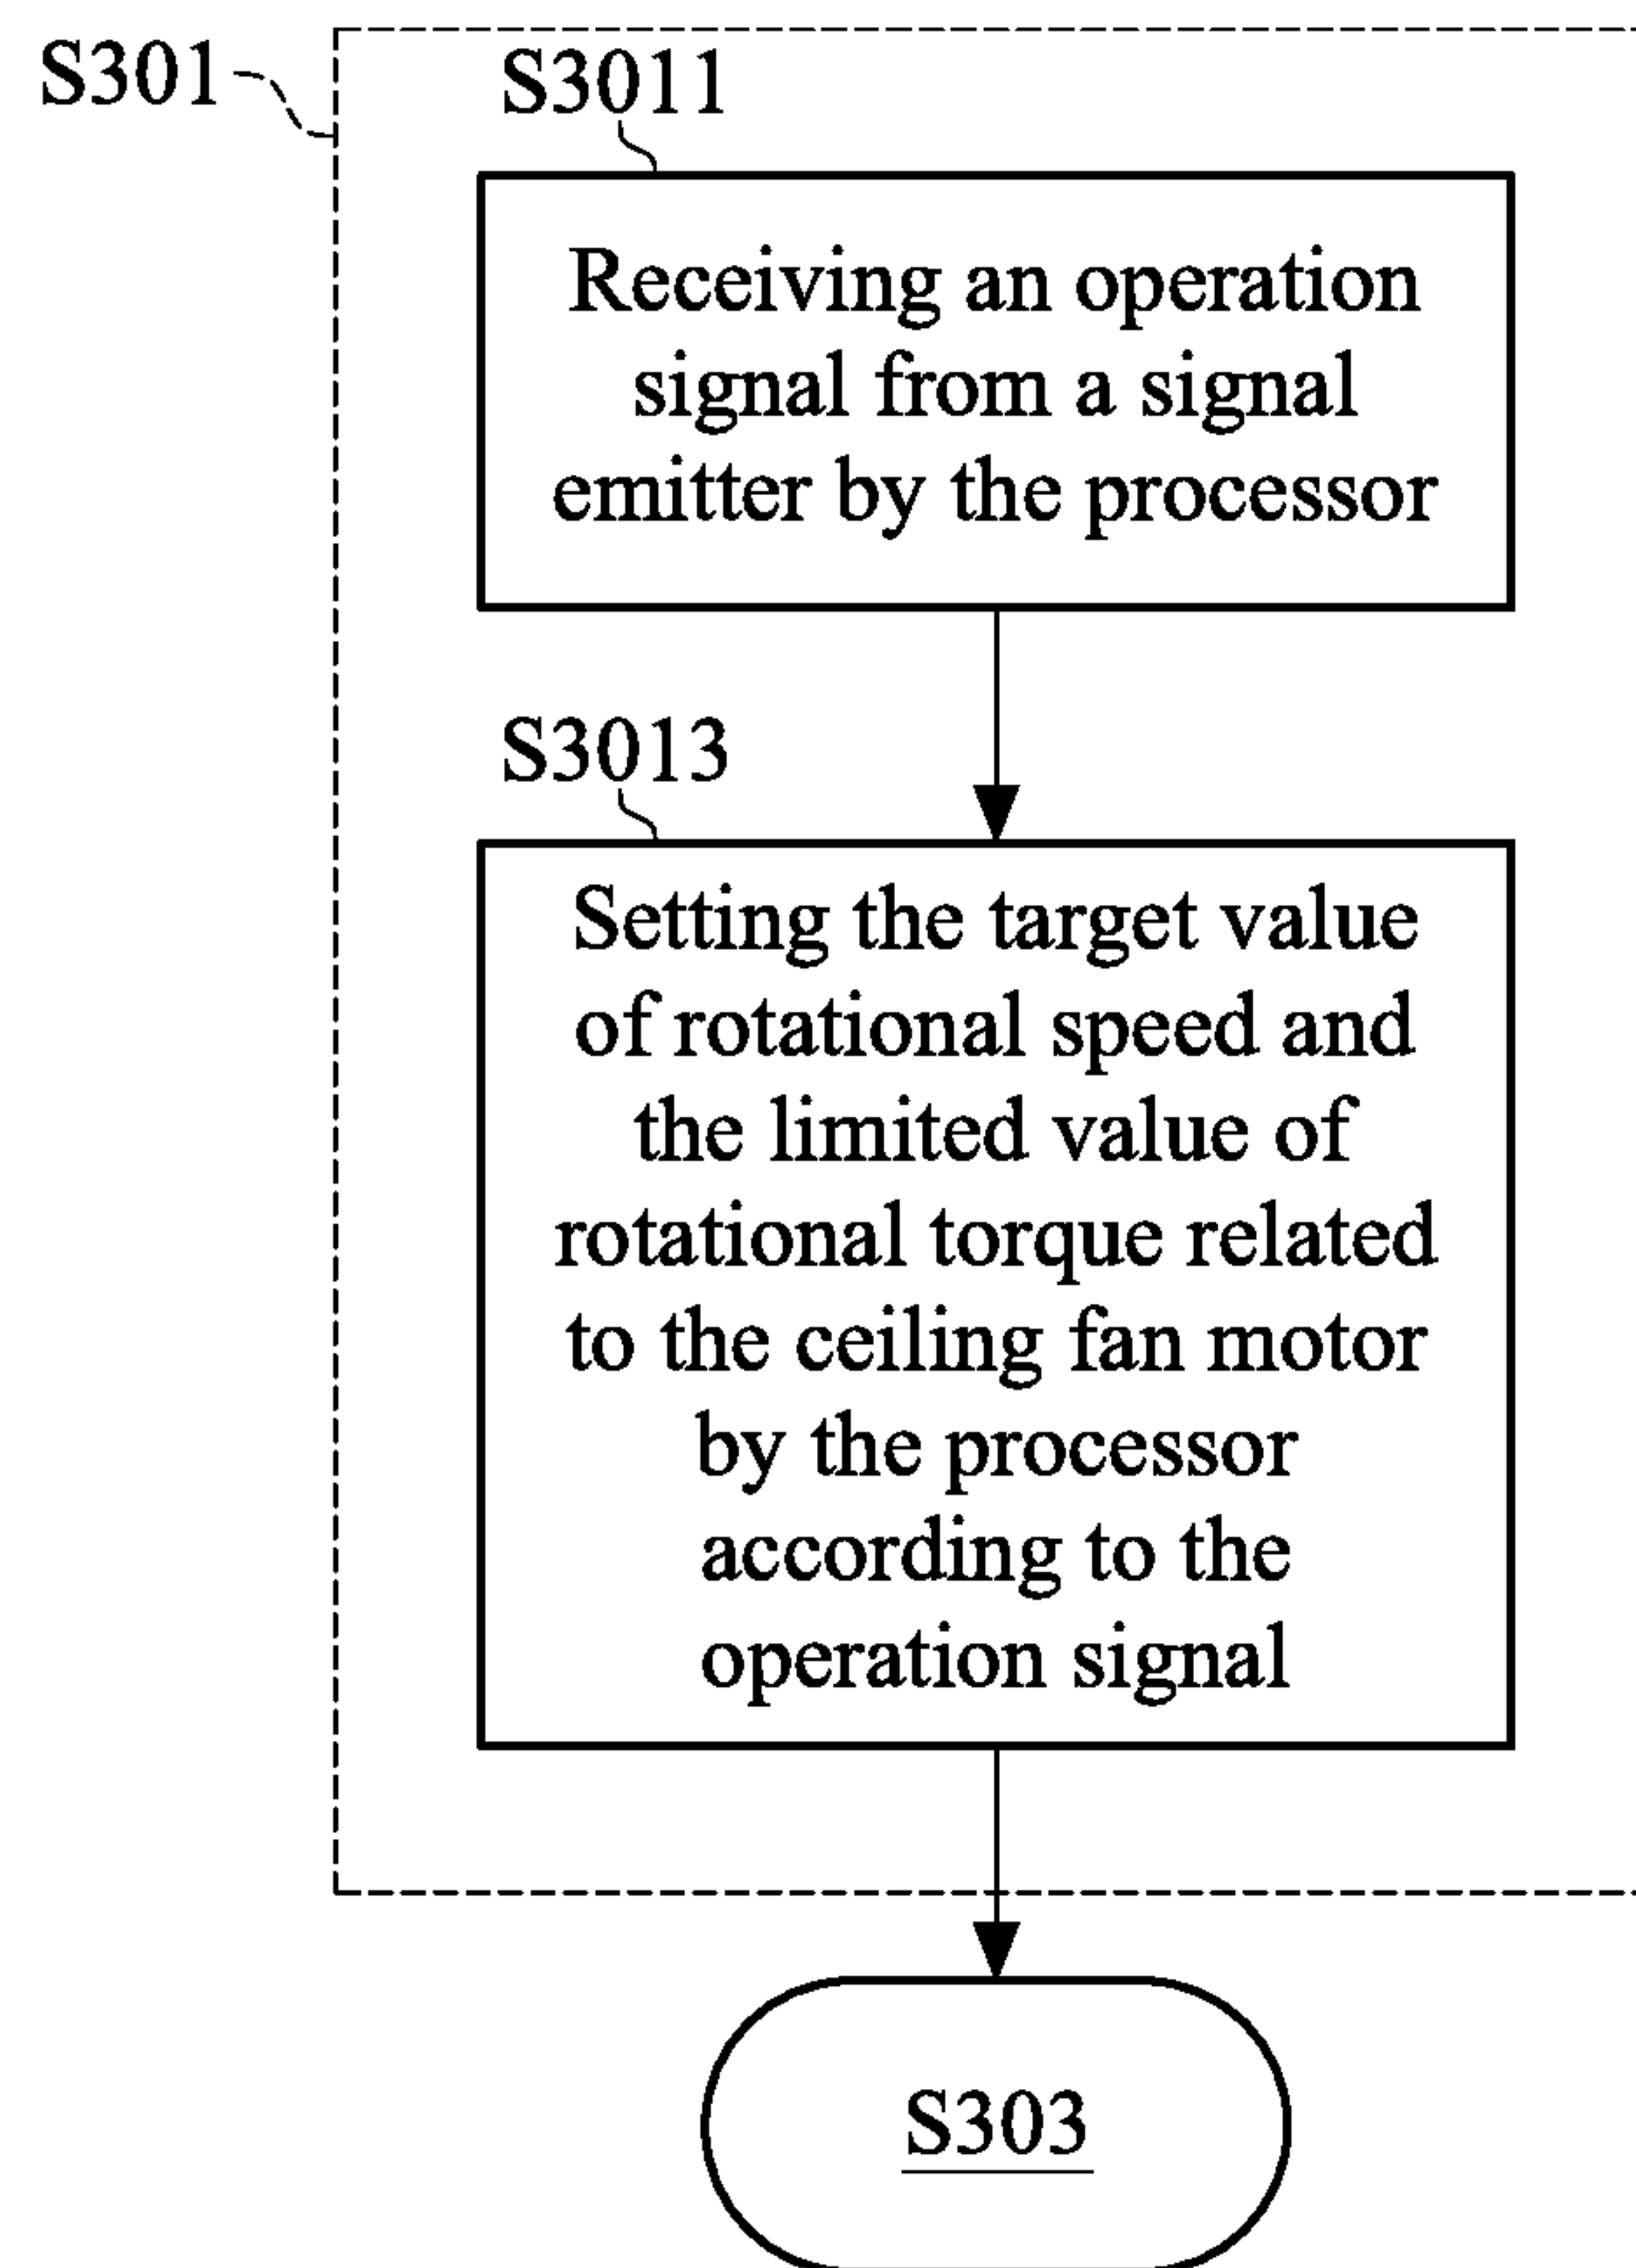 S301
S3011
Receiving an operation
signal from a signal
emitter by the processor
S3013
Setting the target value
of rotational speed and
the limited value of
rotational torque related
to the ceiling fan motor
by the processor
according to the
operation signal
S303